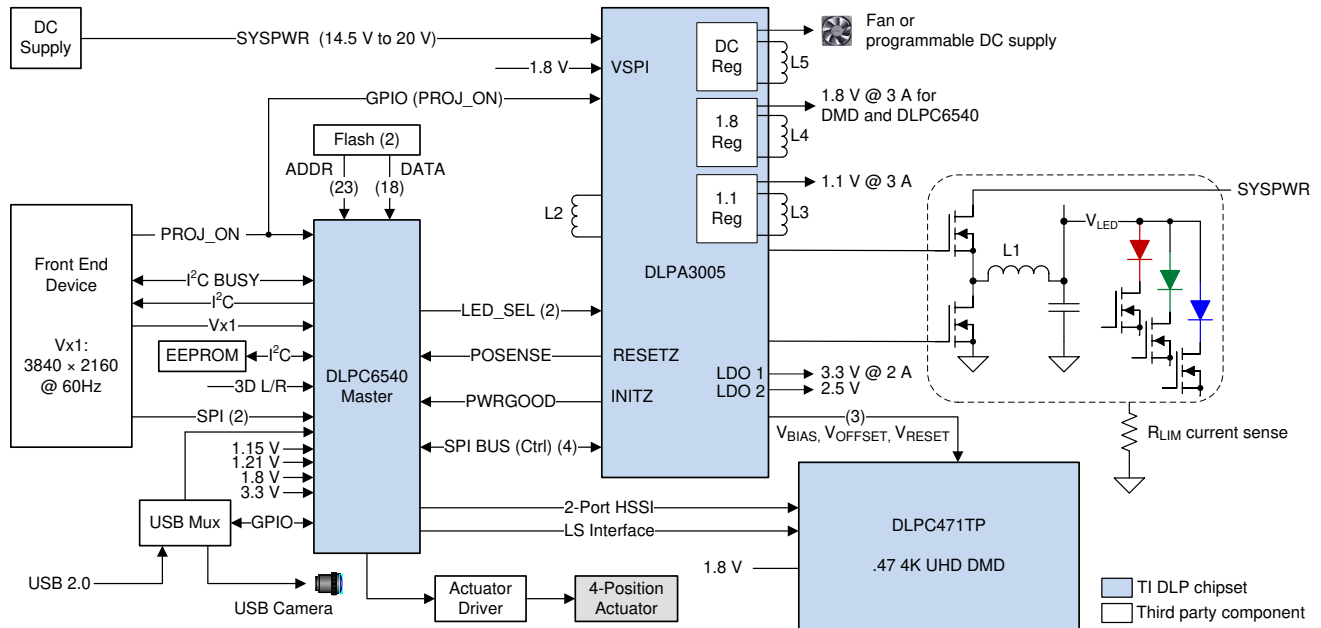 DC
Supply
SYSPWR (14.5 V to 20 V)
1.8 V
VSPI
GPIO (PROJ_ON)
DC
Reg
L5
Fan or
programmable DC supply
1.8
Reg
L4
1.8 V @ 3 A for
DMD and DLPC6540
1.1
Reg
L3
1.1 V @ 3 A
Flash (2)
ADDR
(23)
DATA
(18)
L2
DLPA3005
SYSPWR
VLED
L1
Front End
Device
Vx1:
3840 × 2160
@ 60Hz
PROJ_ON
I²C BUSY
I²C
Vx1
EEPROM
I²C
3D L/R
SPI (2)
1.15 V
1.21 V
1.8 V
3.3 V
DLPC6540
Master
LED_SEL (2)
POSENSE
RESETZ
PWRGOOD
INITZ
SPI BUS (Ctrl) (4)
LDO 1
3.3 V @ 2 A
LDO 2
2.5 V
(3)
VBIAS, VOFFSET, VRESET
RLIM current sense
USB Mux
GPIO
USB 2.0
USB Camera
2-Port HSSI
LS Interface
1.8 V
DLPC471TP
.47 4K UHD DMD
Actuator
Driver
4-Position
Actuator
TI DLP chipset
Third party component